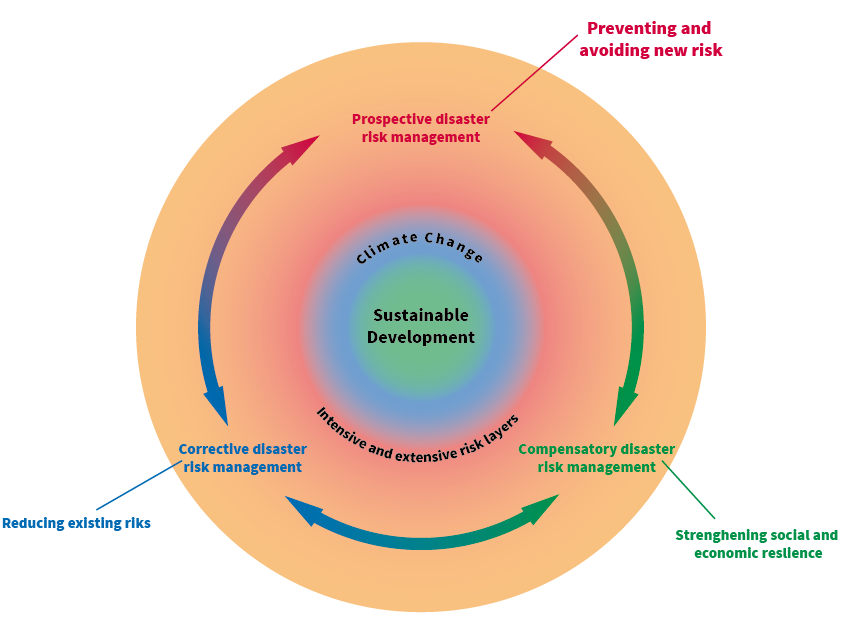 Preventing and
avoiding new risk
Prospective disaster
risk management
Climate Change
Sustainable
Development
Intensive and extensive risk layers
Corrective disaster
risk management
Compensatory disaster
risk management
Reducing existing riks
Strenghening social and
economic reslience